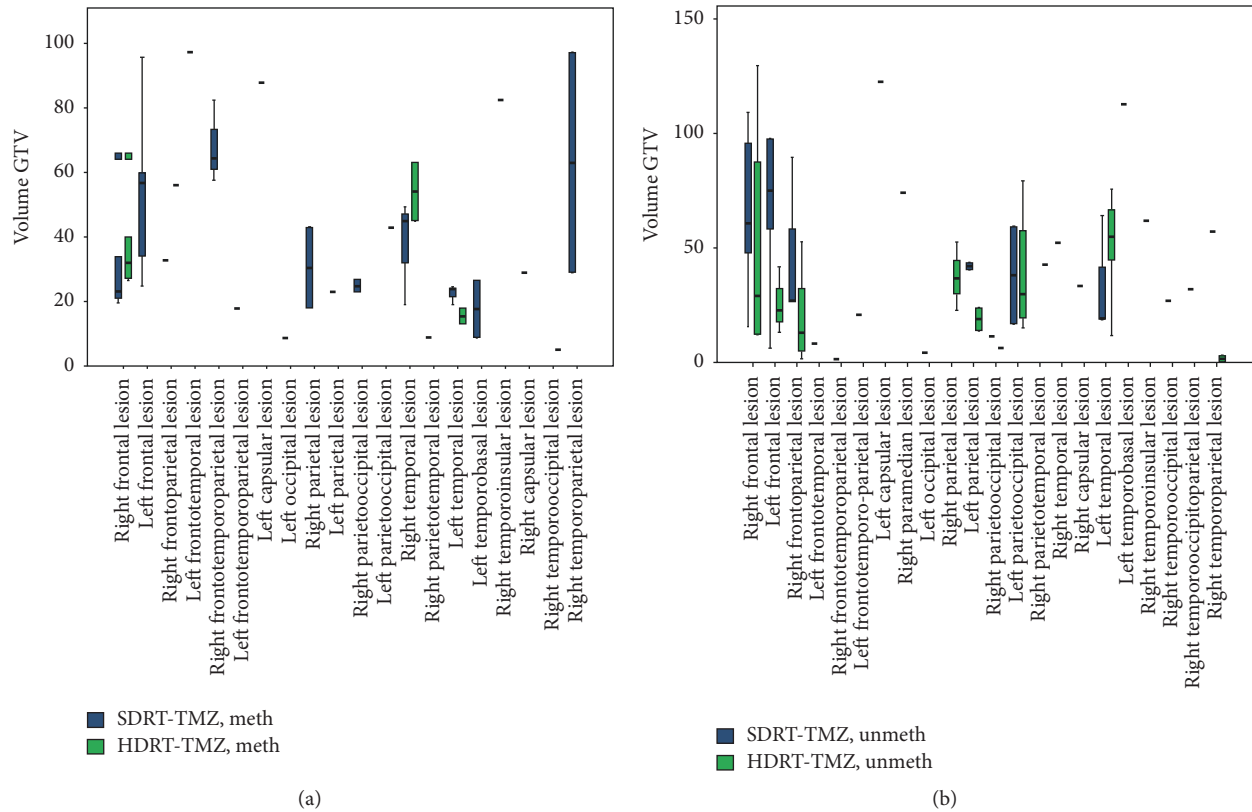 100
80
60
40
20
0
Volume GTV
Right frontal lesion
Left frontal lesion
Right frontoparietal lesion
Left frontotemporal lesion
Right frontotemporoparietal lesion
Left frontotemporoparietal lesion
Left capsular lesion
Left occipital lesion
Right parietal lesion
Left parietal lesion
Right parietooccipital lesion
Left parietooccipital lesion
Right temporal lesion
Right parietotemporal lesion
Left temporal lesion
Left temporobasal lesion
Right temporoinsular lesion
Right capsular lesion
Right temporooccipital lesion
Right temporoparietal lesion
SDRT-TMZ, meth
HDRT-TMZ, meth
(a)
150
100
50
0
Volume GTV
Right frontal lesion
Left frontal lesion
Right frontoparietal lesion
Left frontotemporal lesion
Right frontotemporoparietal lesion
Left frontotemporo-parietal lesion
Left capsular lesion
Right paramedian lesion
Left occipital lesion
Right parietal lesion
Left parietal lesion
Right parietooccipital lesion
Left parietooccipital lesion
Right parietotemporal lesion
Right temporal lesion
Right capsular lesion
Left temporal lesion
Left temporobasal lesion
Right temporoinsular lesion
Right temporooccipital lesion
Right temporooccipitoparietal lesion
Right temporoparietal lesion
SDRT-TMZ, unmeth
HDRT-TMZ, unmeth
(b)